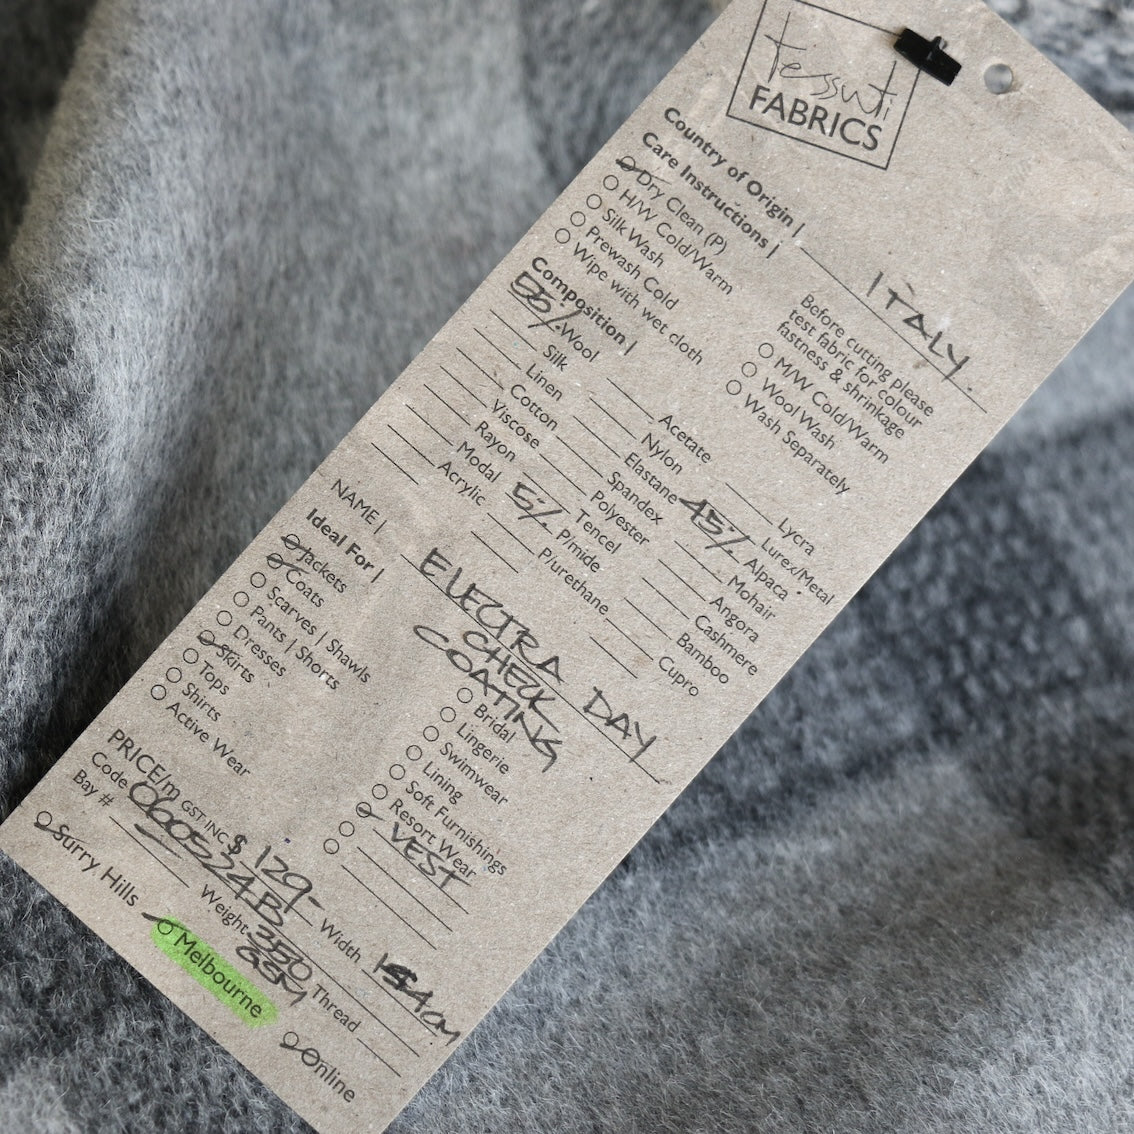 tessuti
FABRICS
Country of Origin | ITALY.
Care Instructions |
Dry Clean (P)
H/W Cold/Warm
Silk Wash
Prewash Cold
Wipe with wet cloth
Before cutting please
test fabric for colour
fastness & shrinkage
M/W Cold/Warm
Wool Wash
Wash Separately
Composition |
Wool
Silk
Linen
Cotton
Viscose
Rayon
Modal
Acrylic
Acetate
Nylon
Elastane
Spandex
Polyester
5% Tencel
P/mide
P/urethane
Lycra
Lurex/Metal
45% Alpaca
Mohair
Angora
Cashmere
Bamboo
Cupro
NAME | ELECTRA DAY
CHECK
COATING
Ideal For |
Jackets
Coats
Scarves | Shawls
Pants | Shorts
Dresses
Skirts
Tops
Shirts
Active Wear
Bridal
Lingerie
Swimwear
Lining
Soft Furnishings
Resort Wear
VEST
PRICE/m GST INC $ 129- Width
Code 060524B Weight 350 GSM Thread
Bay #
Surry Hills
Melbourne
Online